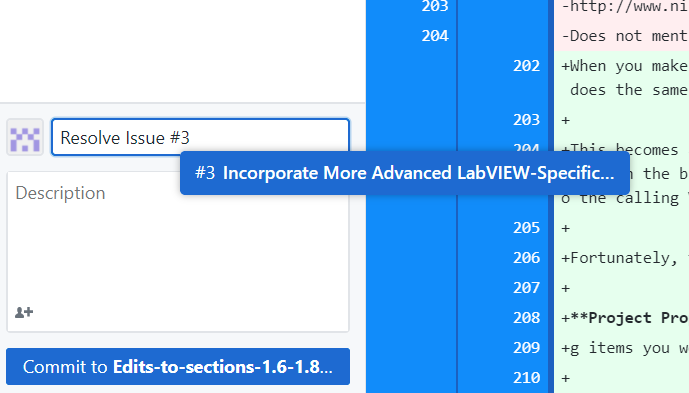 203
-http://www.ni
204
-Does not ment
202
+When you make
does the same
203
+
Resolve Issue #3
204
+This becomes
#3 Incorporate More Advanced LabVIEW-Specific...
n the b
o the calling
Description
205
+
206
+Fortunately,
207
+
208
+**Project Pro
209
+g items you w
210
+
Commit to Edits-to-sections-1.6-1.8...